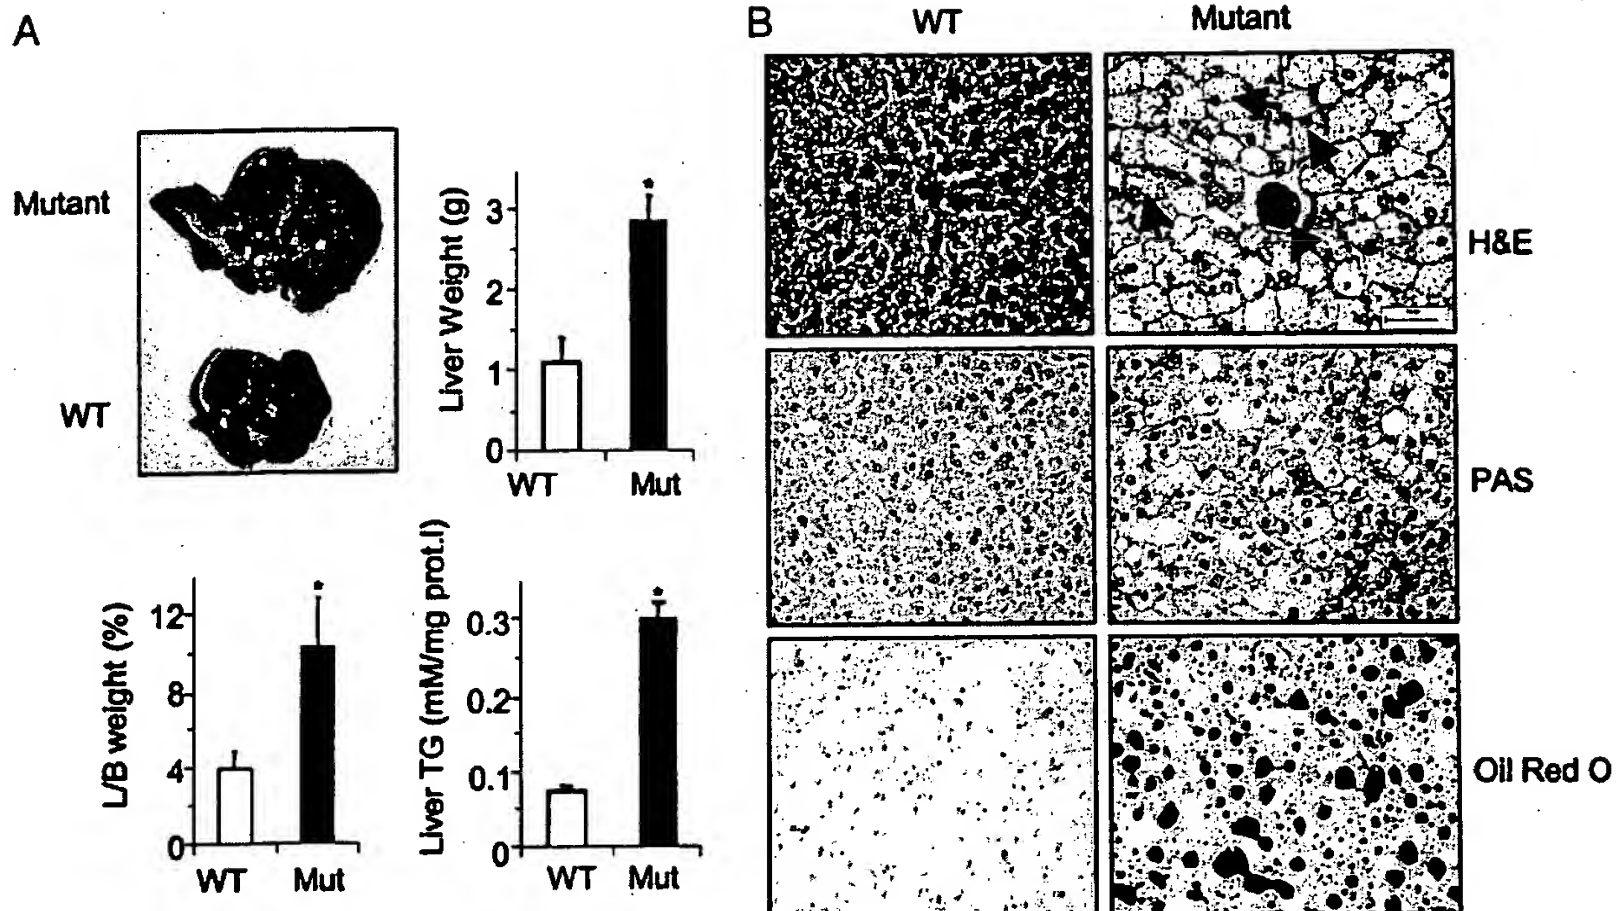 A
Mutant
WT
Liver Weight (g)
3
2
1
0
WT Mut
*
L/B weight (%)
12
8
4
0
WT Mut
*
Liver TG (mM/mg prot.l)
0.3
0.2
0.1
0
WT Mut
*
B
WT Mutant
H&E
PAS
Oil Red O